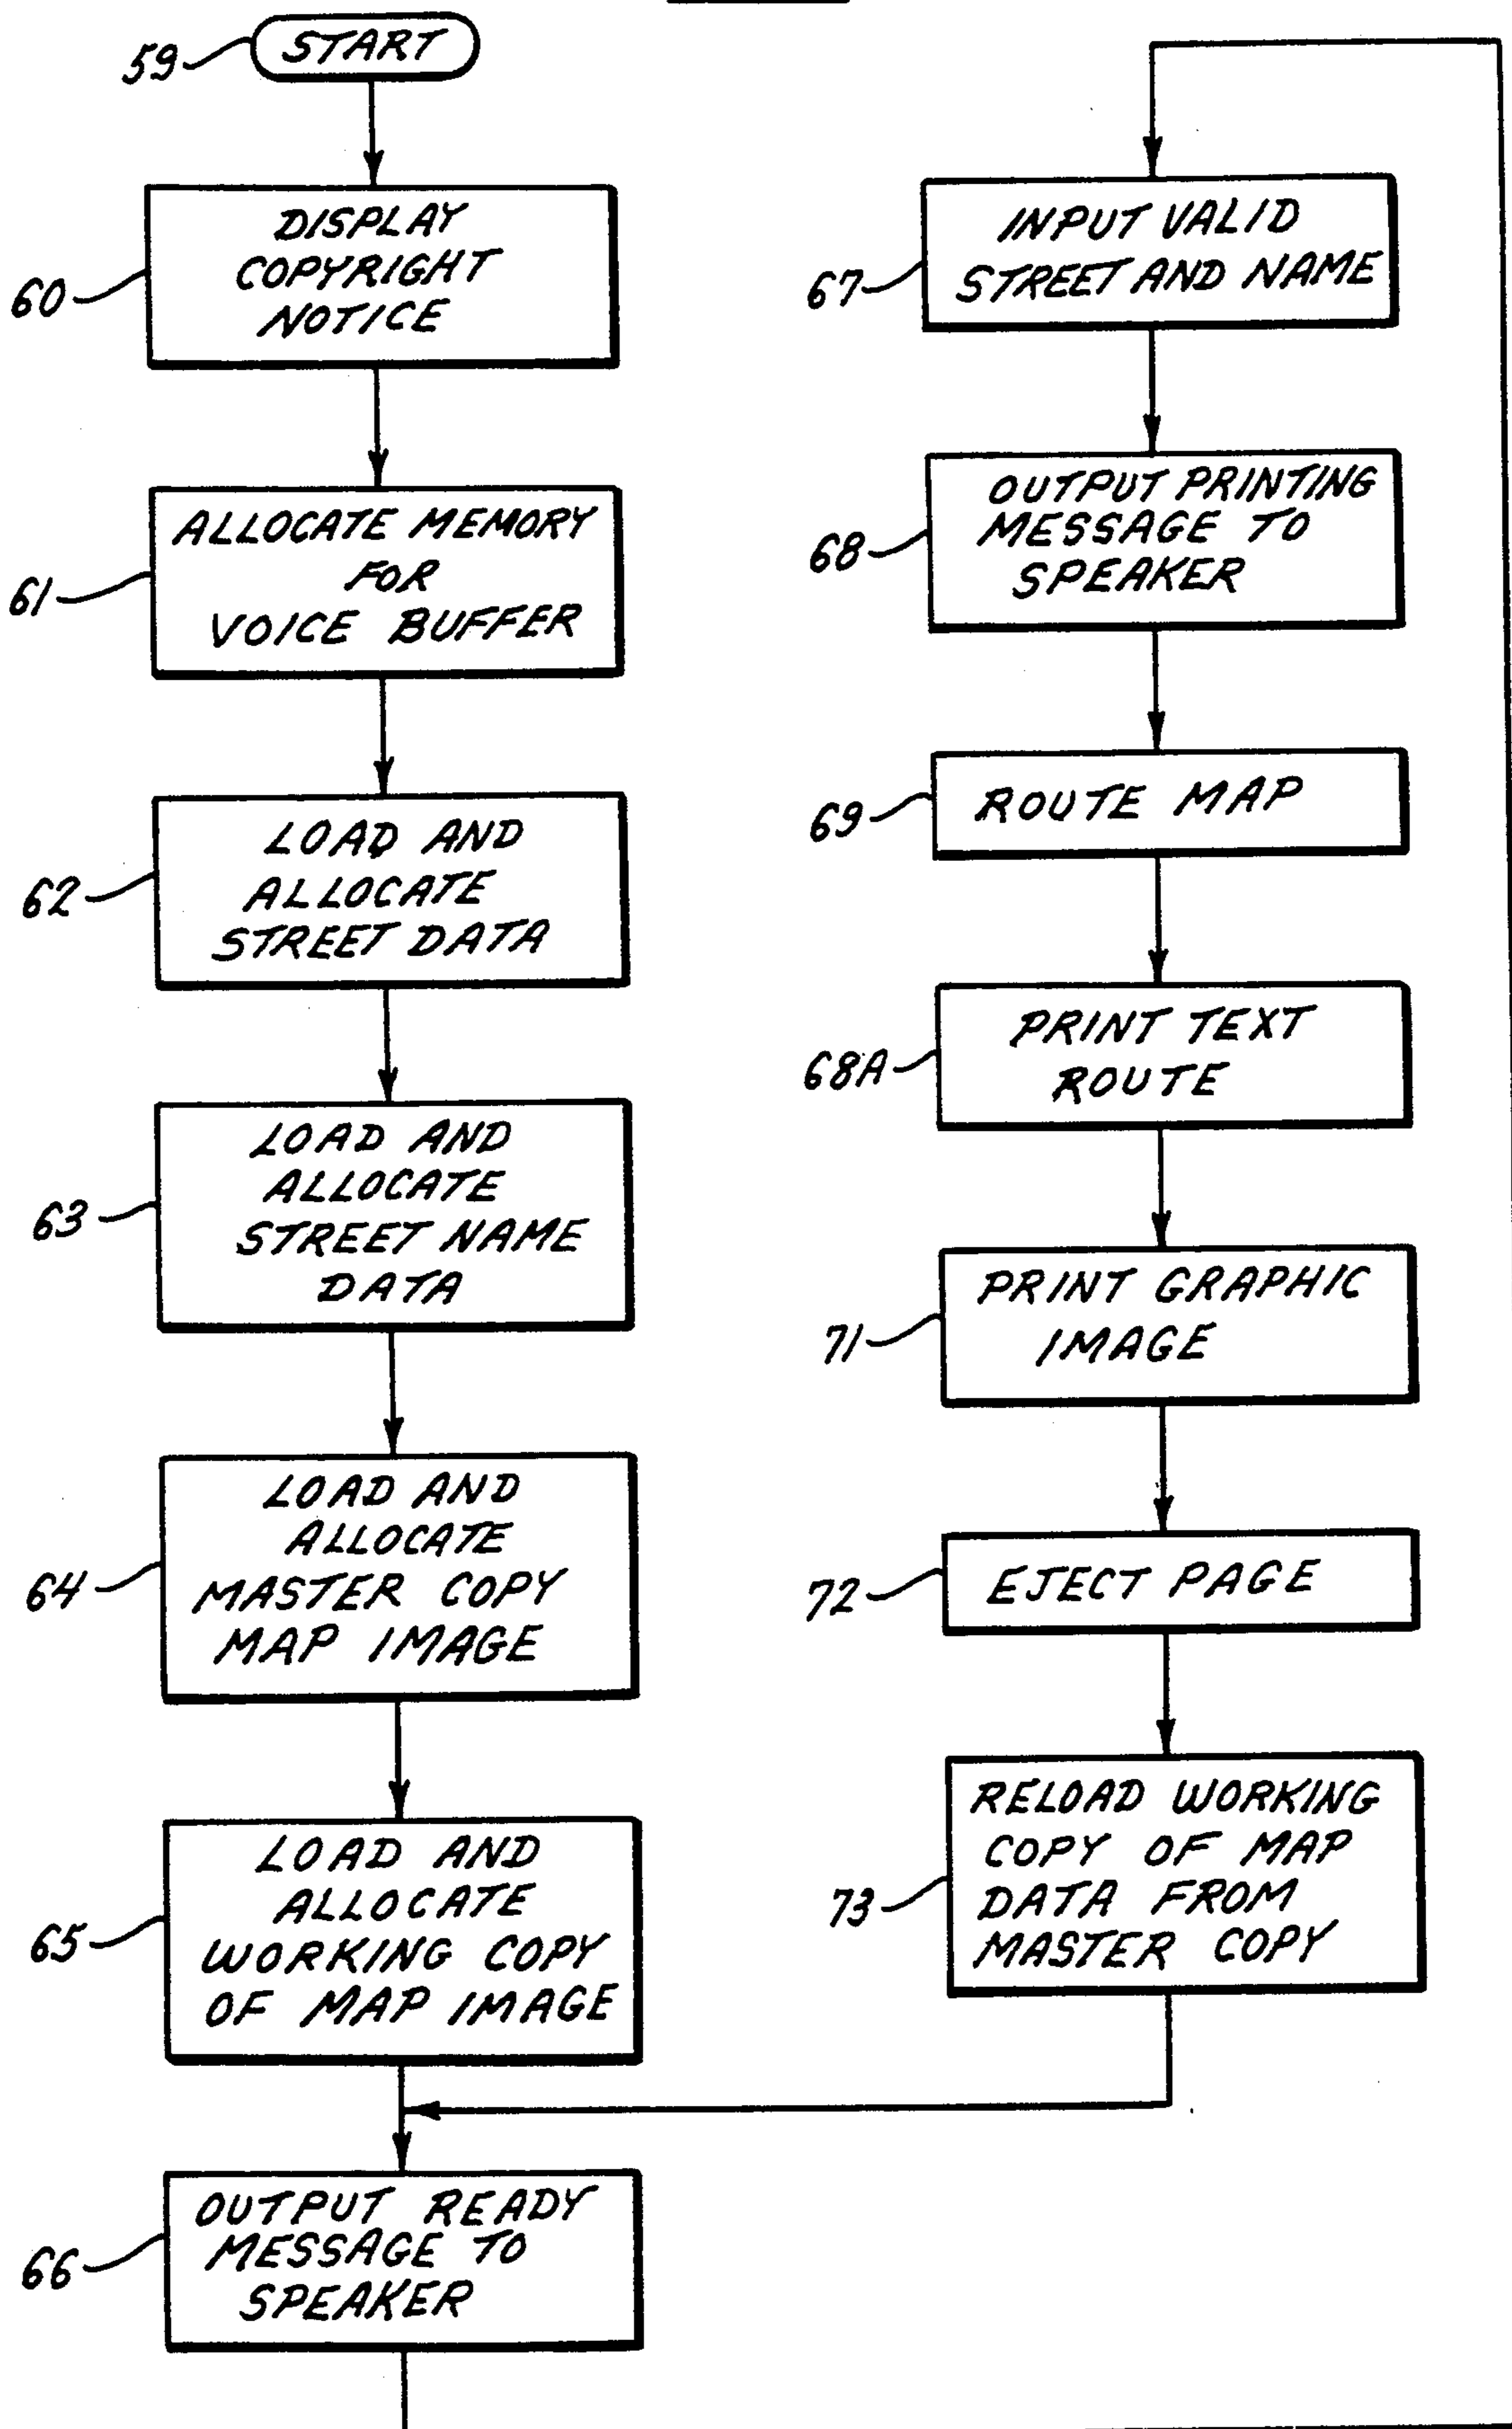 59
START
60
DISPLAY
COPYRIGHT
NOTICE
61
ALLOCATE MEMORY
FOR
VOICE BUFFER
62
LOAD AND
ALLOCATE
STREET DATA
63
LOAD AND
ALLOCATE
STREET NAME
DATA
64
LOAD AND
ALLOCATE
MASTER COPY
MAP IMAGE
65
LOAD AND
ALLOCATE
WORKING COPY
OF MAP IMAGE
66
OUTPUT READY
MESSAGE TO
SPEAKER
67
INPUT VALID
STREET AND NAME
68
OUTPUT PRINTING
MESSAGE TO
SPEAKER
69
ROUTE MAP
68A
PRINT TEXT
ROUTE
71
PRINT GRAPHIC
IMAGE
72
EJECT PAGE
73
RELOAD WORKING
COPY OF MAP
DATA FROM
MASTER COPY